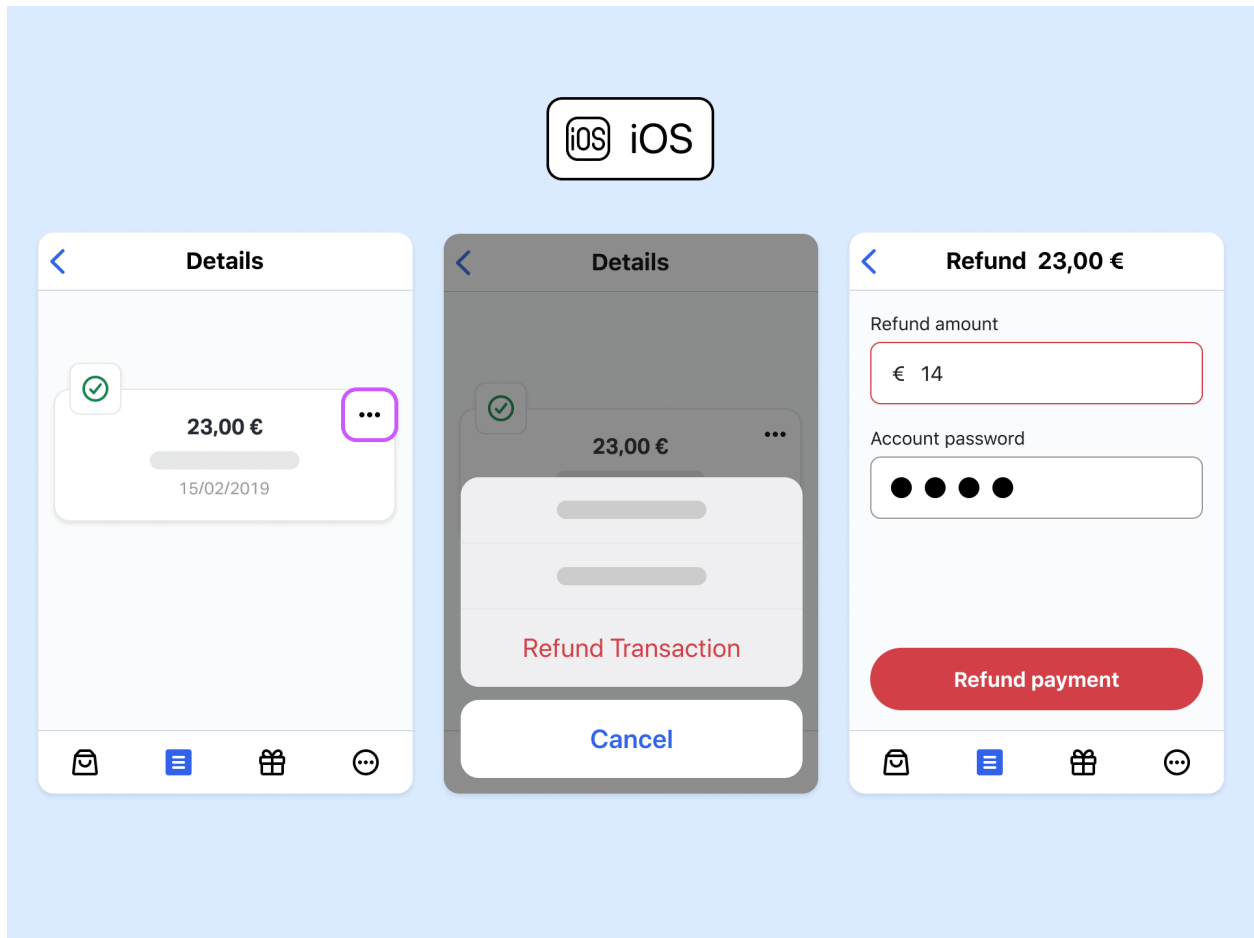 iOS iOS
Details
23,00 €
15/02/2019
Details
23,00 €
Refund Transaction
Cancel
Refund 23,00 €
Refund amount
€ 14
Account password
Refund payment